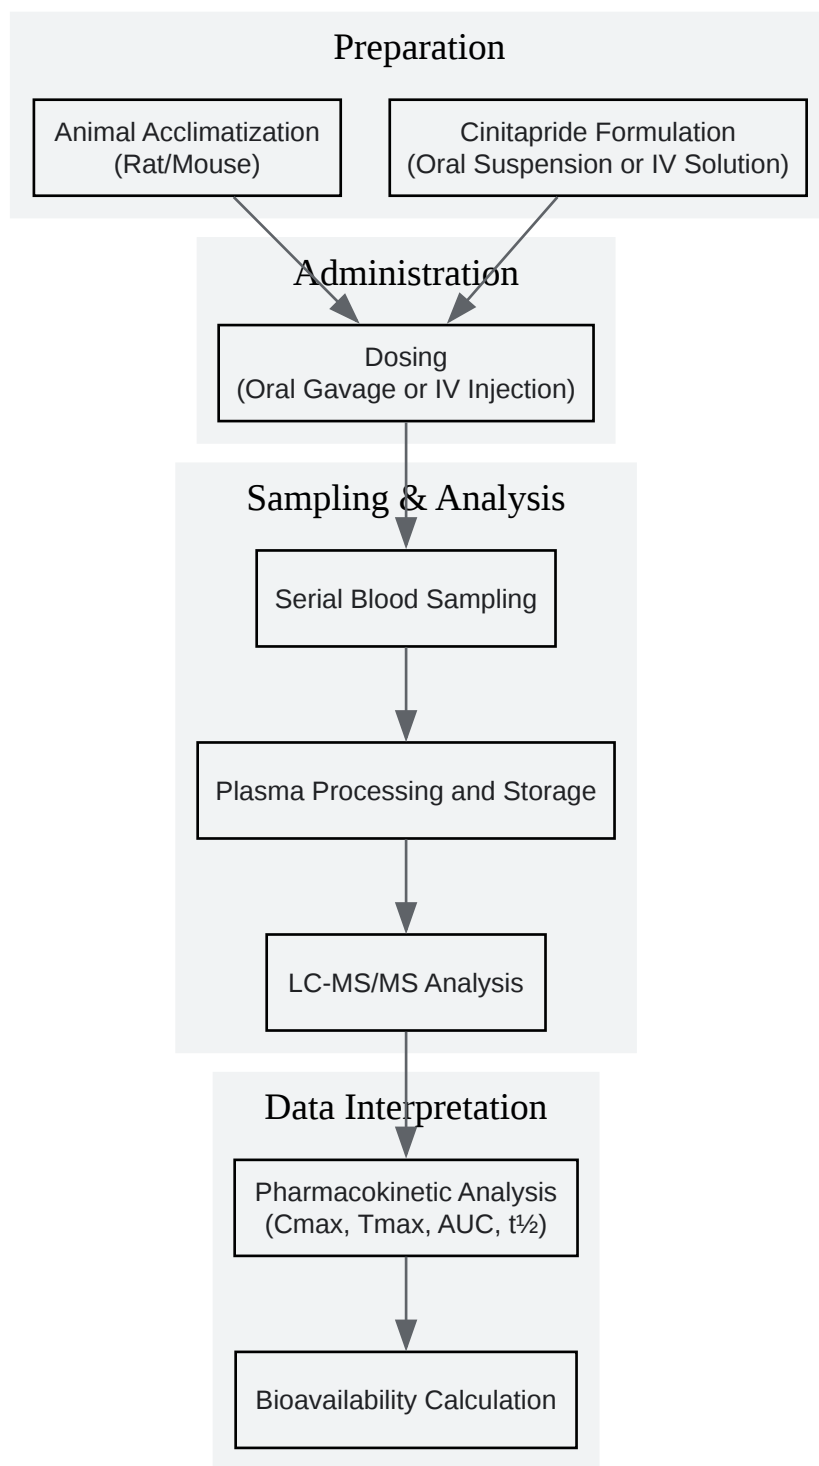 Preparation
Animal Acclimatization
(Rat/Mouse)
Cinitapride Formulation
(Oral Suspension or IV Solution)
Administration
Dosing
(Oral Gavage or IV Injection)
Sampling & Analysis
Serial Blood Sampling
Plasma Processing and Storage
LC-MS/MS Analysis
Data Interpretation
Pharmacokinetic Analysis
(Cmax, Tmax, AUC, t½)
Bioavailability Calculation